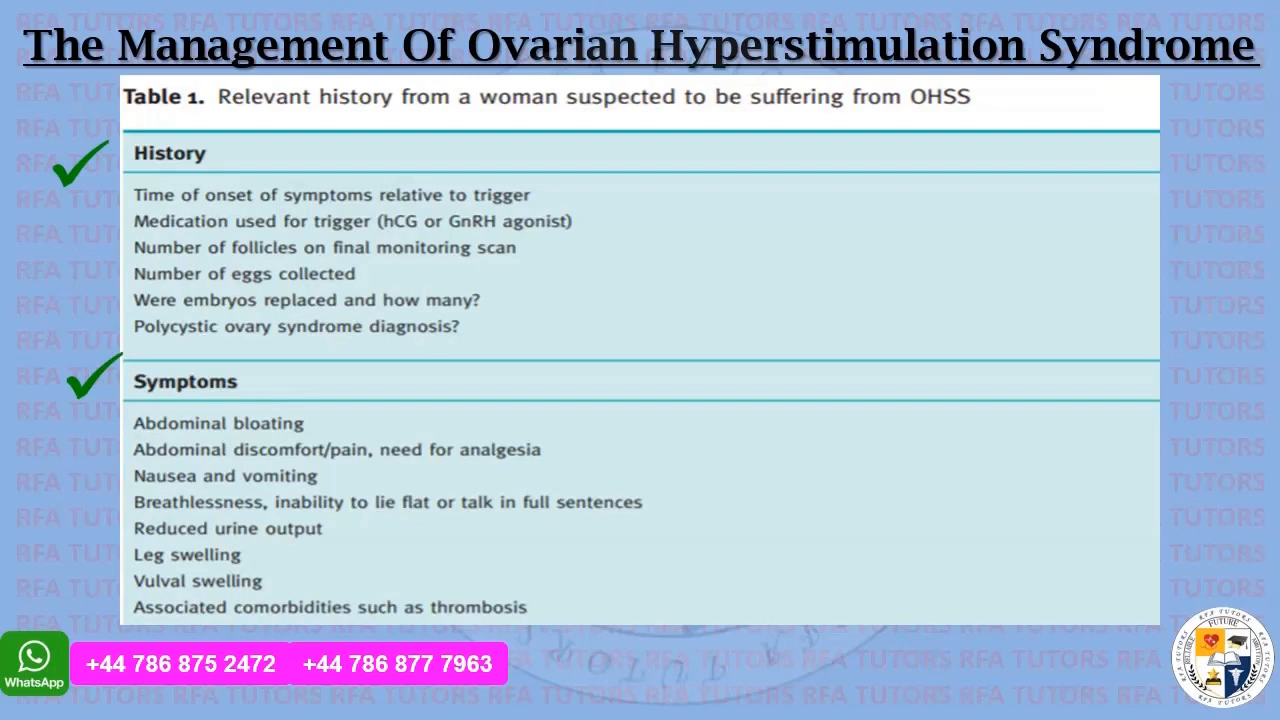 The Management Of Ovarian Hyperstimulation Syndrome
Table 1. Relevant history from a woman suspected to be suffering from OHSS
History
Time of onset of symptoms relative to trigger
Medication used for trigger (hCG or GnRH agonist)
Number of follicles on final monitoring scan
Number of eggs collected
Were embryos replaced and how many?
Polycystic ovary syndrome diagnosis?
Symptoms
Abdominal bloating
Abdominal discomfort/pain, need for analgesia
Nausea and vomiting
Breathlessness, inability to lie flat or talk in full sentences
Reduced urine output
Leg swelling
Vulval swelling
Associated comorbidities such as thrombosis
WhatsApp
+44 786 875 2472 +44 786 877 7963
RFA TUTORS
FUTURE